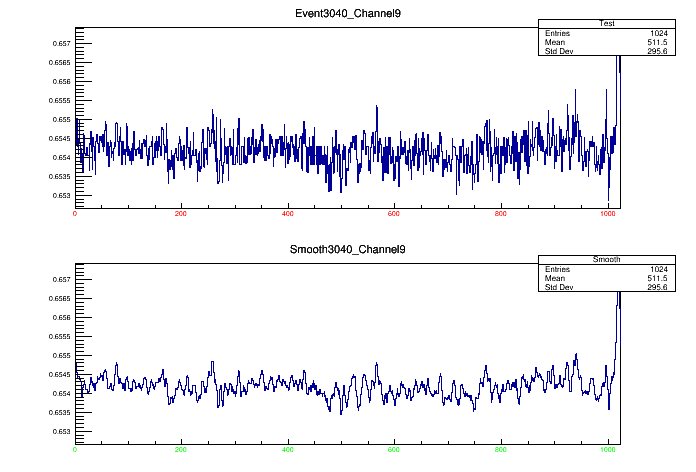 Event3040_Channel9
Test
Entries 1024
Mean 511.5
Std Dev 295.6
0.657
0.6565
0.656
0.6555
0.655
0.6545
0.654
0.6535
0.653
0 200 400 600 800 1000
Smooth3040_Channel9
Smooth
Entries 1024
Mean 511.5
Std Dev 295.6
0.657
0.6565
0.656
0.6555
0.655
0.6545
0.654
0.6535
0.653
0 200 400 600 800 1000